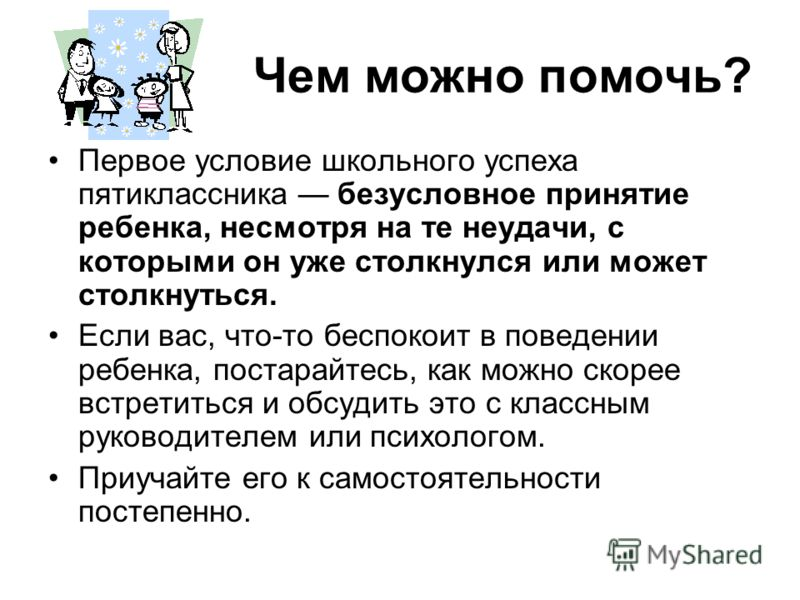 Чем можно помочь?
• Первое условие школьного успеха
пятиклассника — безусловное принятие
ребенка, несмотря на те неудачи, с
которыми он уже столкнулся или может
столкнуться.
• Если вас, что-то беспокоит в поведении
ребенка, постарайтесь, как можно скорее
встретиться и обсудить это с классным
руководителем или психологом.
• Приучайте его к самостоятельности
постепенно.
MyShared